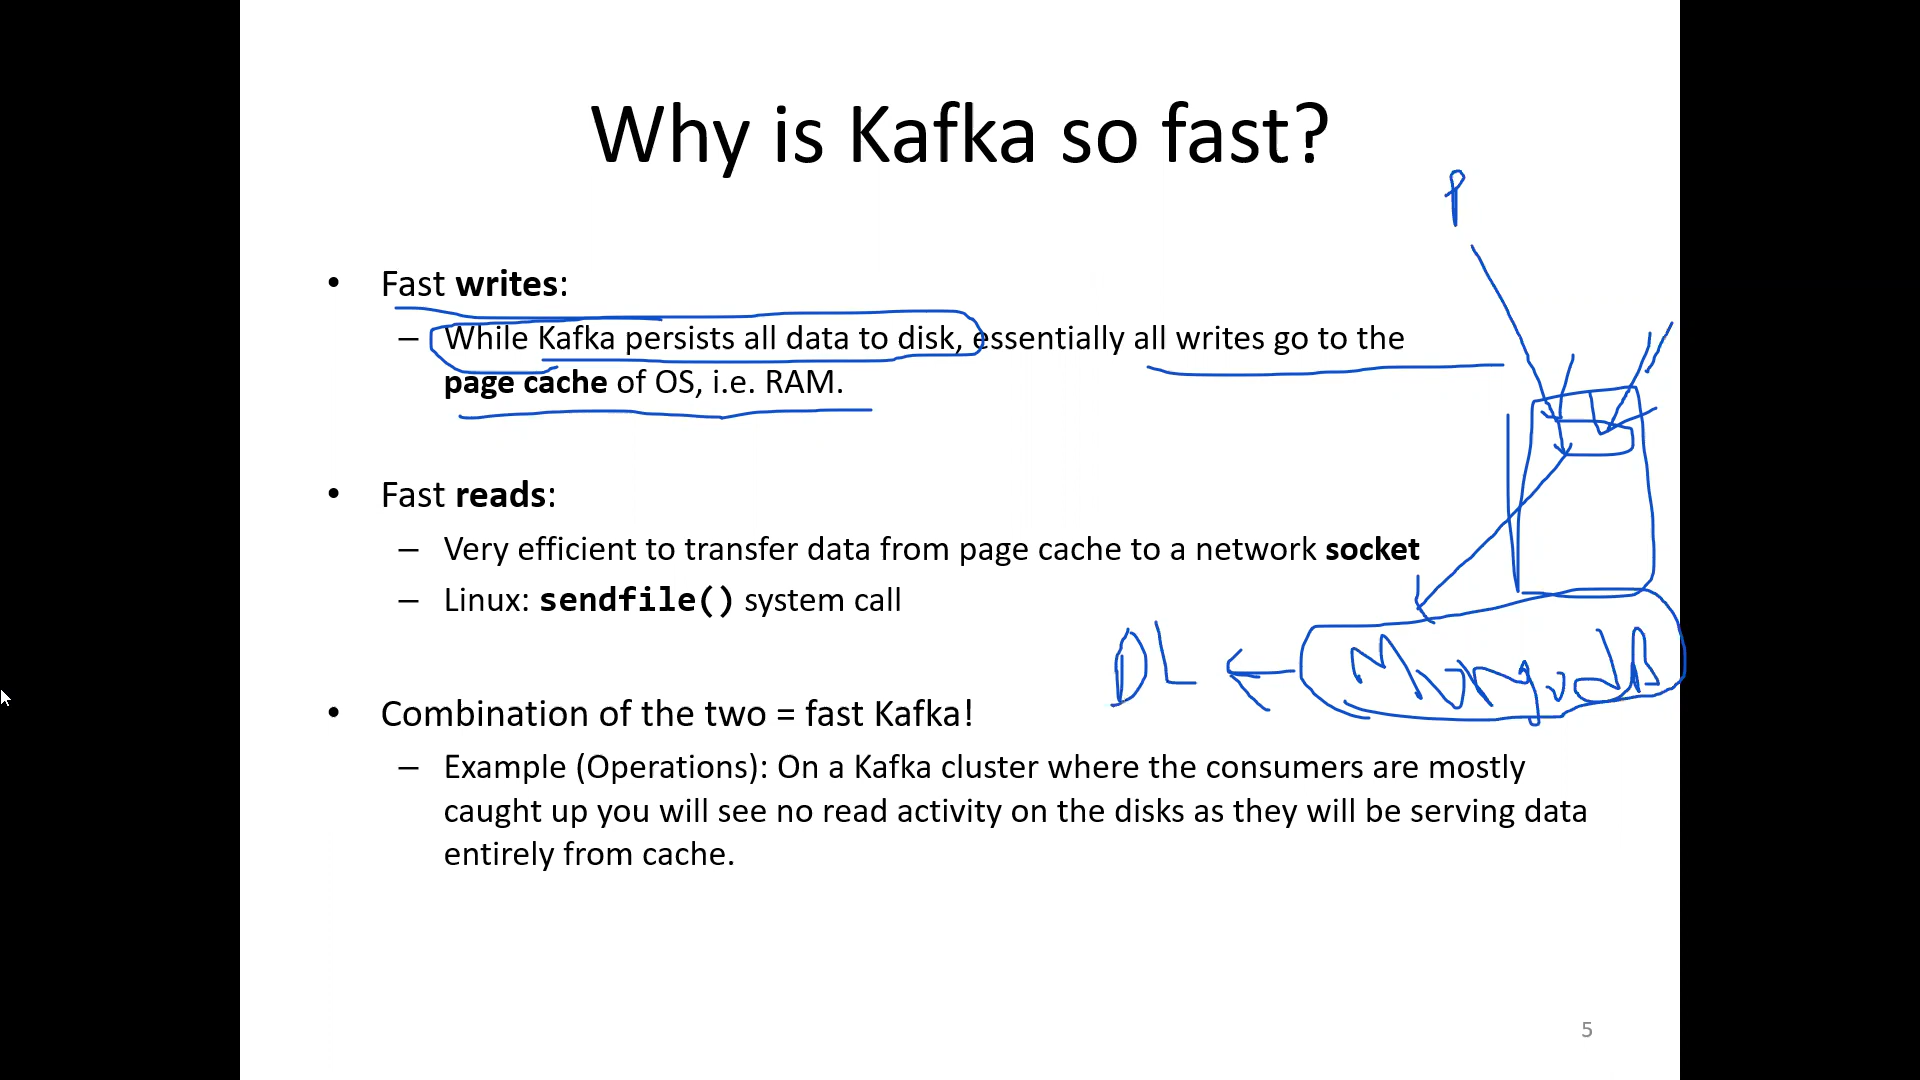 Why is Kafka so fast?
P
• Fast writes:
– While Kafka persists all data to disk, essentially all writes go to the
page cache of OS, i.e. RAM.
• Fast reads:
– Very efficient to transfer data from page cache to a network socket
– Linux: sendfile() system call
DL ← MongodB
• Combination of the two = fast Kafka!
– Example (Operations): On a Kafka cluster where the consumers are mostly
caught up you will see no read activity on the disks as they will be serving data
entirely from cache.
5